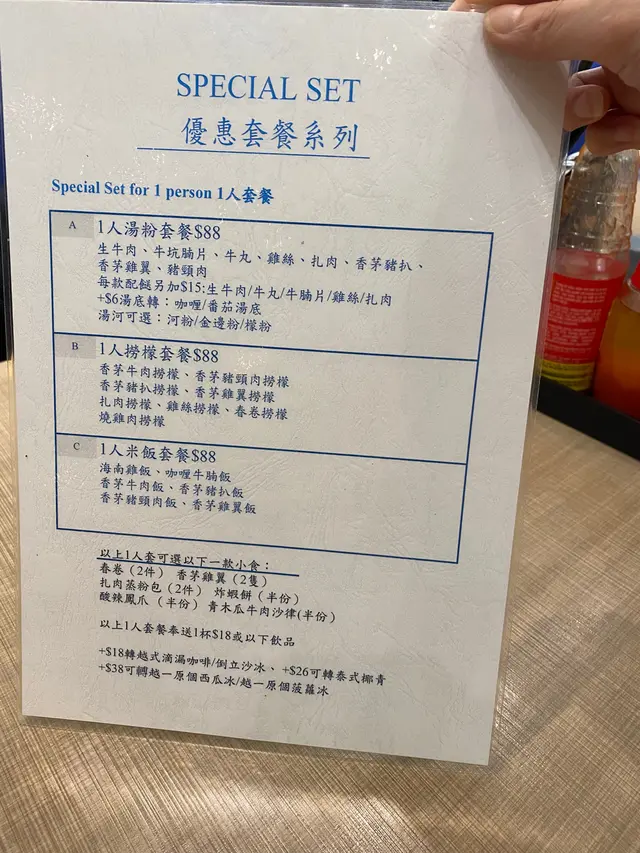 SPECIAL SET
優惠套餐系列
Special Set for 1 person 1人套餐
A
1人湯粉套餐$88
生牛肉、牛坑腩片、牛丸、雞絲、扎肉、香茅豬扒、
香茅雞翼、豬頸肉
每款配餸另加$15:生牛肉/牛丸/牛腩片/雞絲/扎肉
+$6湯底轉：咖喱/番茄湯底
湯河可選：河粉/金邊粉/檬粉
B
1人撈檬套餐$88
香茅牛肉撈檬、香茅豬頸肉撈檬
香茅豬扒撈檬、香茅雞翼撈檬
扎肉撈檬、雞絲撈檬、春卷撈檬
燒雞肉撈檬
C
1人米飯套餐$88
海南雞飯、咖喱牛腩飯
香茅牛肉飯、香茅豬扒飯
香茅豬頸肉飯、香茅雞翼飯
以上1人套可選以下一款小食：
春卷（2件） 香茅雞翼（2隻）
扎肉蒸粉包（2件） 炸蝦餅（半份）
酸辣鳳爪（半份） 青木瓜牛肉沙律(半份）
以上1人套餐奉送1杯$18或以下飲品
+$18轉越式滴漏咖啡/倒立沙冰、+$26可轉泰式椰青
+$38可轉越一原個西瓜冰/越一原個菠蘿冰